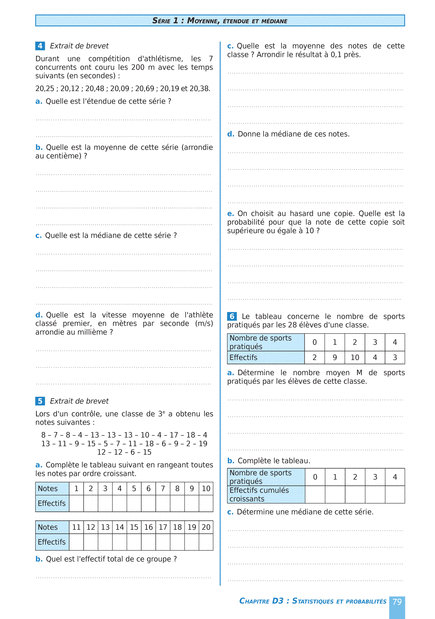 SÉRIE 1 : MOYENNE, ÉTENDUE ET MÉDIANE
4 Extrait de brevet
Durant une compétition d'athlétisme, les 7
concurrents ont couru les 200 m avec les temps
suivants (en secondes) :
20,25 ; 20,12 ; 20,48 ; 20,09 ; 20,69 ; 20,19 et 20,38.
a. Quelle est l'étendue de cette série ?
b. Quelle est la moyenne de cette série (arrondie
au centième) ?
c. Quelle est la médiane de cette série ?
d. Quelle est la vitesse moyenne de l'athlète
classé premier, en mètres par seconde (m/s)
arrondie au millième ?
5 Extrait de brevet
Lors d'un contrôle, une classe de 3e a obtenu les
notes suivantes :
8 – 7 – 8 – 4 – 13 – 13 – 13 – 10 – 4 – 17 – 18 – 4
13 – 11 – 9 – 15 – 5 – 7 – 11 – 18 – 6 – 9 – 2 – 19
12 – 12 – 6 – 15
a. Complète le tableau suivant en rangeant toutes
les notes par ordre croissant.
Notes 1 2 3 4 5 6 7 8 9 10
Effectifs
Notes 11 12 13 14 15 16 17 18 19 20
Effectifs
b. Quel est l'effectif total de ce groupe ?
c. Quelle est la moyenne des notes de cette
classe ? Arrondir le résultat à 0,1 près.
d. Donne la médiane de ces notes.
e. On choisit au hasard une copie. Quelle est la
probabilité pour que la note de cette copie soit
supérieure ou égale à 10 ?
6 Le tableau concerne le nombre de sports
pratiqués par les 28 élèves d'une classe.
Nombre de sports
pratiqués 0 1 2 3 4
Effectifs 2 9 10 4 3
a. Détermine le nombre moyen M de sports
pratiqués par les élèves de cette classe.
b. Complète le tableau.
Nombre de sports
pratiqués 0 1 2 3 4
Effectifs cumulés
croissants
c. Détermine une médiane de cette série.
CHAPITRE D3 : STATISTIQUES ET PROBABILITÉS 79